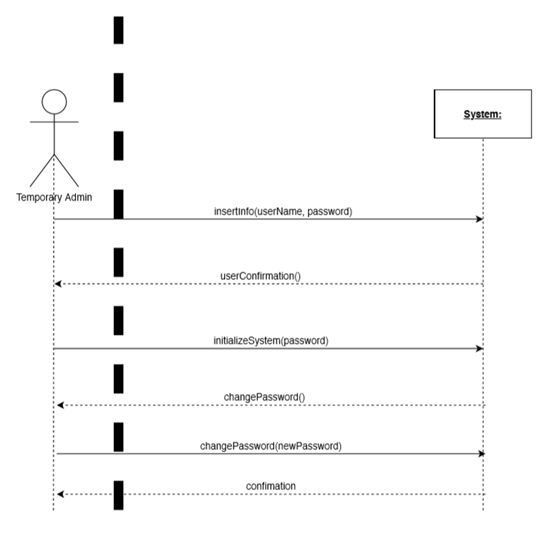 System:
Temporary Admin
insertInfo(userName, password)
userConfirmation()
initializeSystem(password)
changePassword()
changePassword(newPassword)
confimation